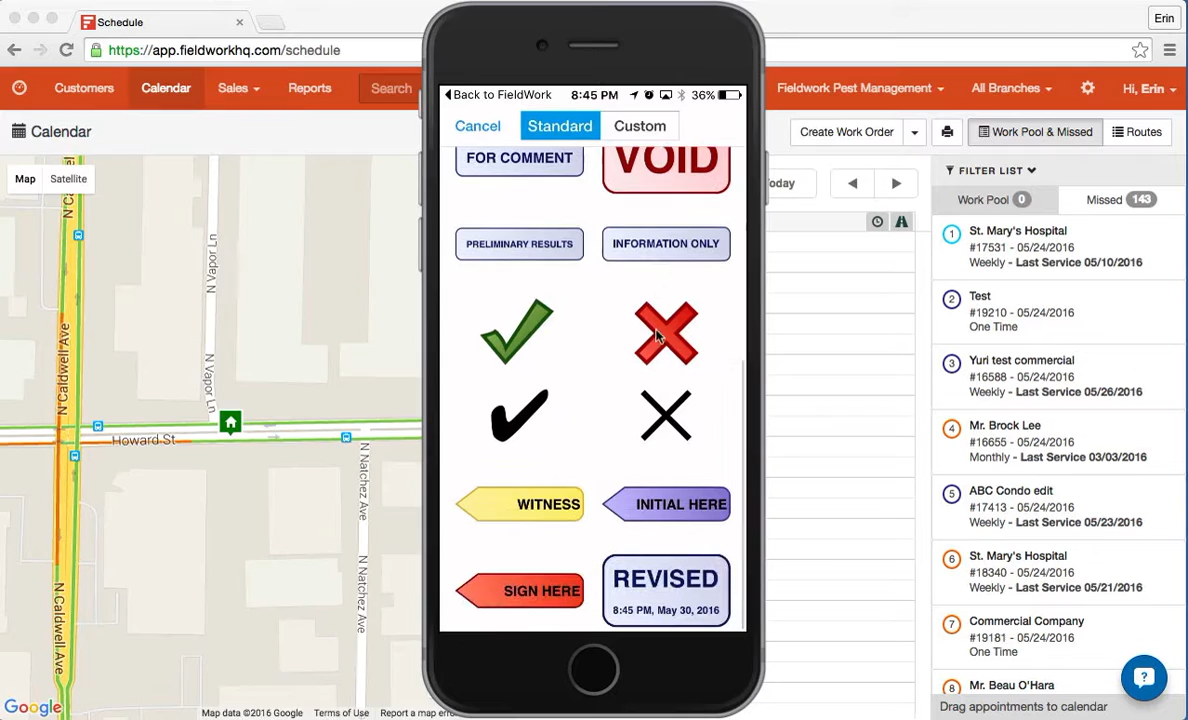 Schedule
Erin
https://app.fieldworkhq.com/schedule
Customers
Calendar
Sales
Reports
Search
Fieldwork Pest Management
All Branches
Hi, Erin
Calendar
Create Work Order
Work Pool & Missed
Routes
Map
Satellite
Back to FieldWork
8:45 PM
36%
Cancel
Standard
Custom
FOR COMMENT
VOID
PRELIMINARY RESULTS
INFORMATION ONLY
WITNESS
INITIAL HERE
SIGN HERE
REVISED
8:45 PM, May 30, 2016
FILTER LIST
Work Pool 0
Missed 143
1
St. Mary's Hospital
#17531 - 05/24/2016
Weekly - Last Service 05/10/2016
2
Test
#19210 - 05/24/2016
One Time
3
Yuri test commercial
#16588 - 05/24/2016
Weekly - Last Service 05/26/2016
4
Mr. Brock Lee
#16655 - 05/24/2016
Monthly - Last Service 03/03/2016
5
ABC Condo edit
#17413 - 05/24/2016
Weekly - Last Service 05/23/2016
6
St. Mary's Hospital
#18340 - 05/24/2016
Weekly - Last Service 05/21/2016
7
Commercial Company
#19181 - 05/24/2016
One Time
8
Mr. Beau O'Hara
Drag appointments to calendar
N Caldwell Ave
N Caldwell Ave
N Vapor Ln
N Vapor Ln
Howard St
N Natchez Ave
N Natchez Ave
N Caldwell Ave
Google
Map data ©2016 Google
Terms of Use
Report a map